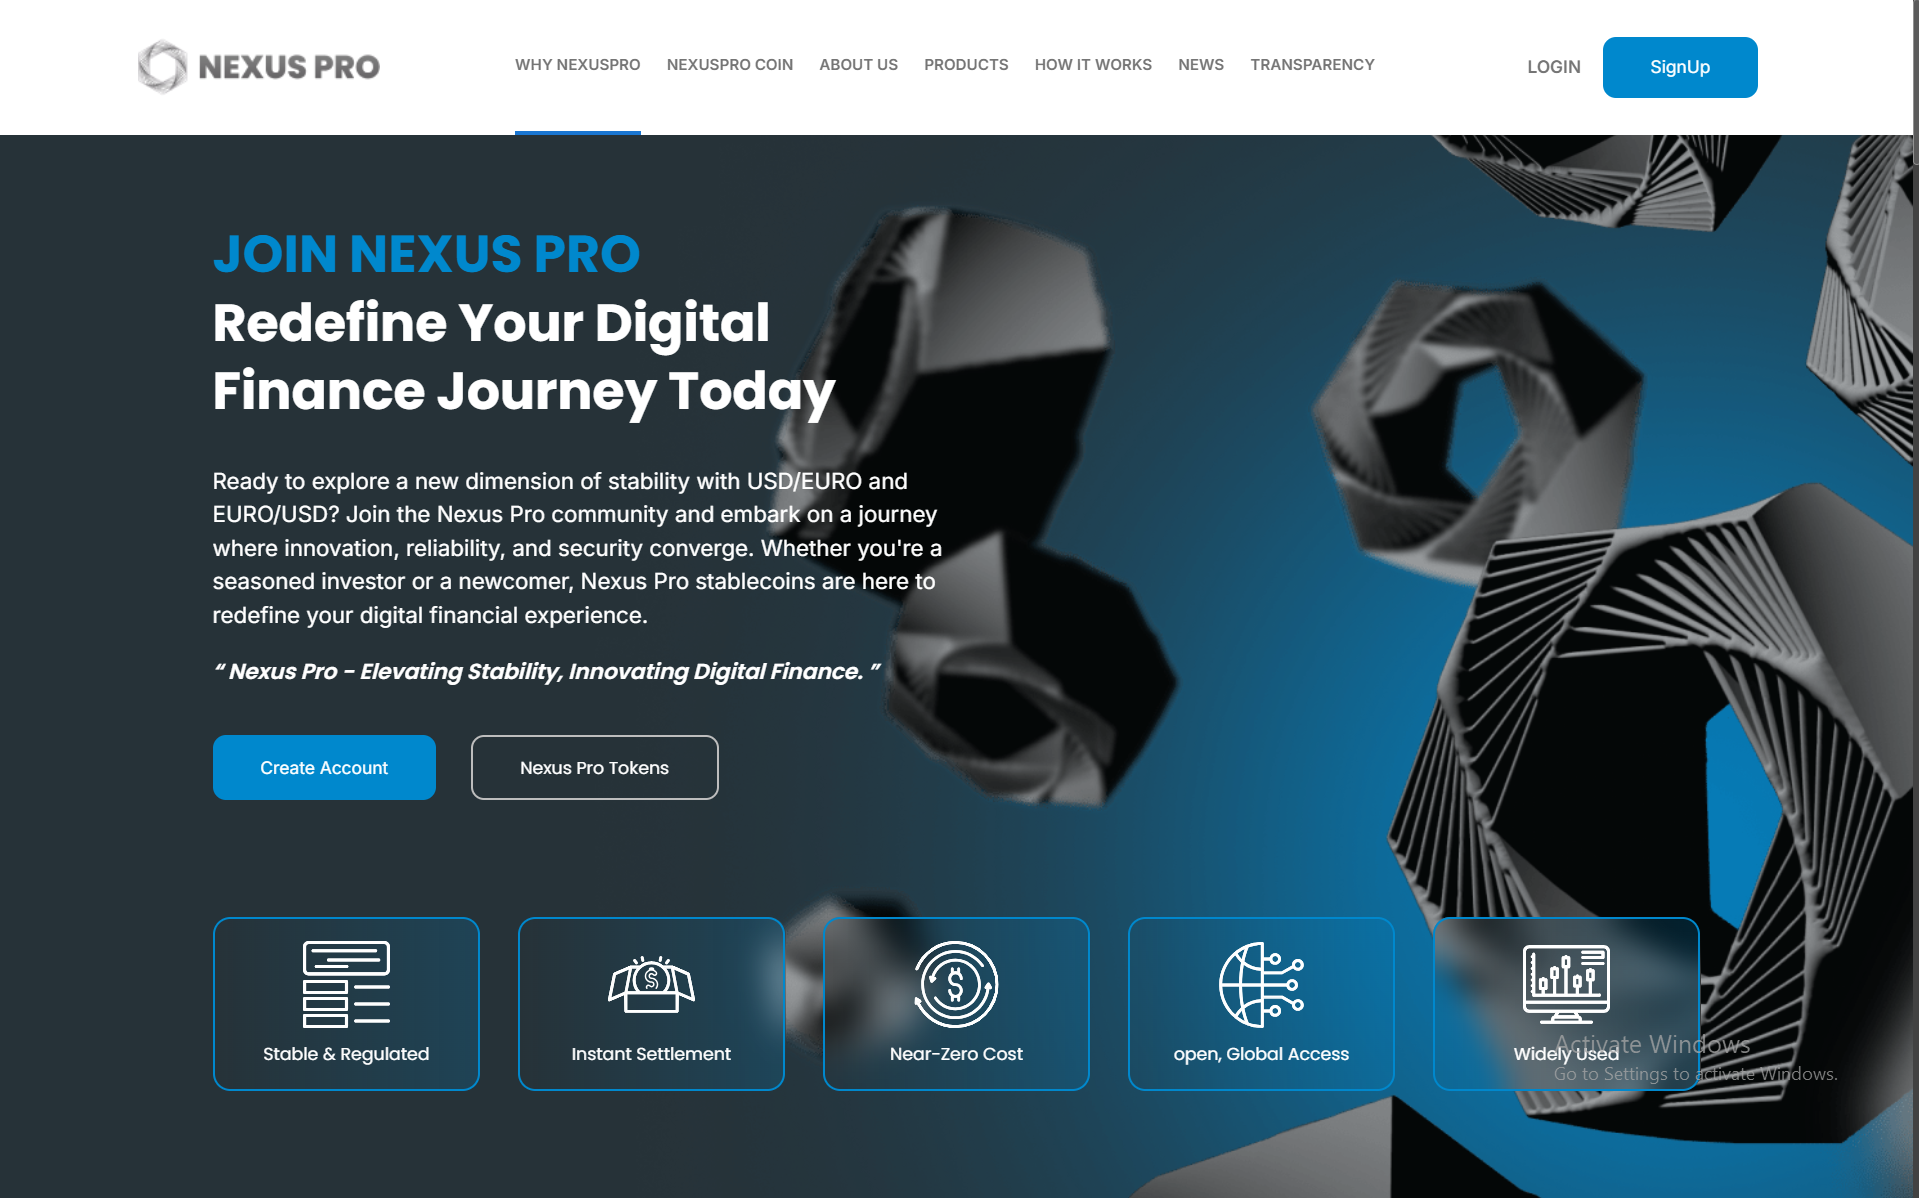 NEXUS PRO
WHY NEXUSPRO
NEXUSPRO COIN
ABOUT US
PRODUCTS
HOW IT WORKS
NEWS
TRANSPARENCY
LOGIN
SignUp
JOIN NEXUS PRO
Redefine Your Digital
Finance Journey Today
Ready to explore a new dimension of stability with USD/EURO and
EURO/USD? Join the Nexus Pro community and embark on a journey
where innovation, reliability, and security converge. Whether you're a
seasoned investor or a newcomer, Nexus Pro stablecoins are here to
redefine your digital financial experience.
“ Nexus Pro - Elevating Stability, Innovating Digital Finance. ”
Create Account
Nexus Pro Tokens
Stable & Regulated
Instant Settlement
Near-Zero Cost
open, Global Access
Widely Used
Activate Windows
Go to Settings to activate Windows.